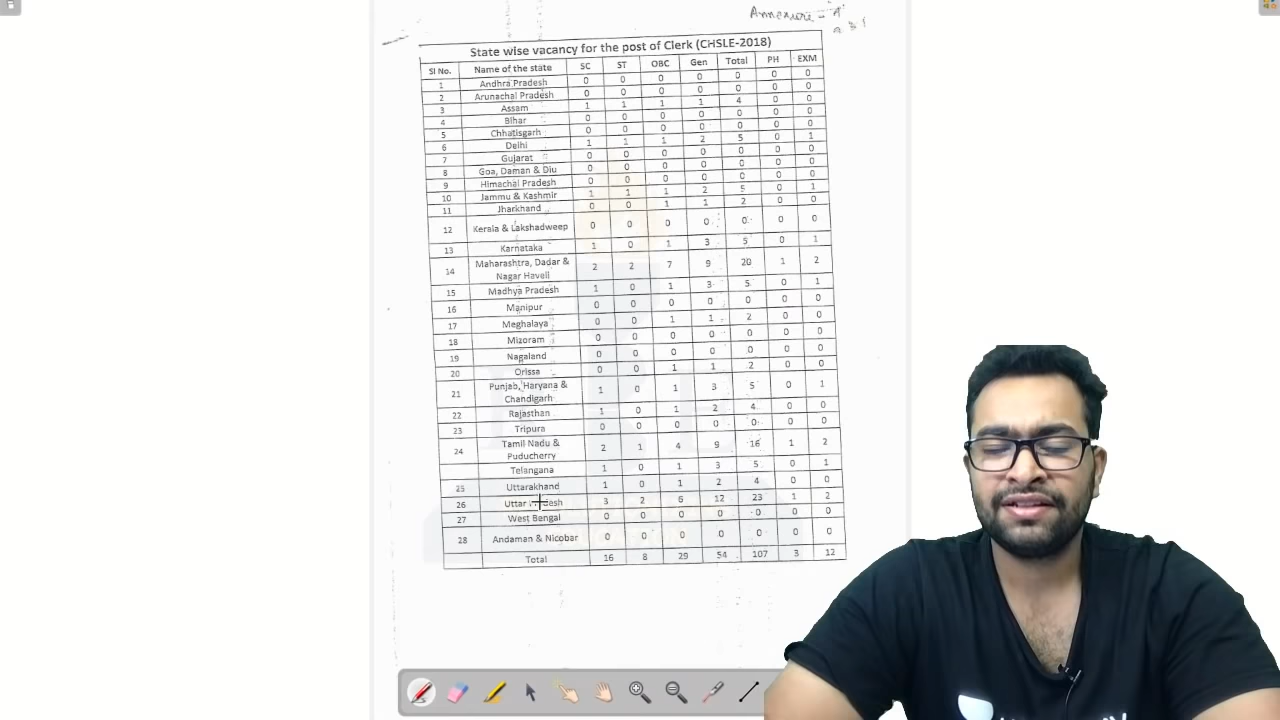 Annexure - 'A'
State wise vacancy for the post of Clerk (CHSLE-2018)
Sl No. Name of the state SC ST OBC Gen Total PH EXM
1 Andhra Pradesh 0 0 0 0 0 0 0
2 Arunachal Pradesh 0 0 0 0 0 0 0
3 Assam 1 1 1 1 4 0 0
4 Bihar 0 0 0 0 0 0 0
5 Chhatisgarh 0 0 0 0 0 0 0
6 Delhi 1 1 1 2 5 0 1
7 Gujarat 0 0 0 0 0 0 0
8 Goa, Daman & Diu 0 0 0 0 0 0 0
9 Himachal Pradesh 0 0 0 0 0 0 0
10 Jammu & Kashmir 1 1 1 2 5 0 1
11 Jharkhand 0 0 1 1 2 0 0
12 Kerala & Lakshadweep 0 0 0 0 0 0 0
13 Karnataka 1 0 1 3 5 0 1
14 Maharashtra, Dadar &
Nagar Haveli 2 2 7 9 20 1 2
15 Madhya Pradesh 1 0 1 3 5 0 1
16 Manipur 0 0 0 0 0 0 0
17 Meghalaya 0 0 1 1 2 0 0
18 Mizoram 0 0 0 0 0 0 0
19 Nagaland 0 0 0 0 0 0 0
20 Orissa 0 0 1 1 2 0 0
21 Punjab, Haryana &
Chandigarh 1 0 1 3 5 0 1
22 Rajasthan 1 0 1 2 4 0 0
23 Tripura 0 0 0 0 0 0 0
24 Tamil Nadu &
Puducherry 2 1 4 9 16 1 2
Telangana 1 0 1 3 5 0 1
25 Uttarakhand 1 0 1 2 4 0 0
26 Uttar 3 2 6 12 23 1 2
27 West Bengal 0 0 0 0 0 0 0
28 Andaman & Nicobar 0 0 0 0 0 0 0
Total 16 8 29 54 107 3 12